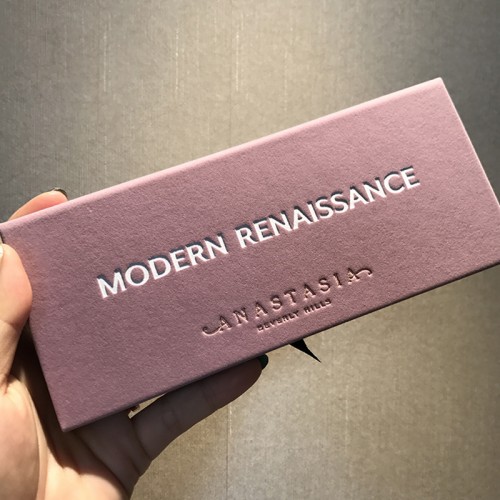 MODERN RENAISSANCE
ANASTASIA
BEVERLY HILLS